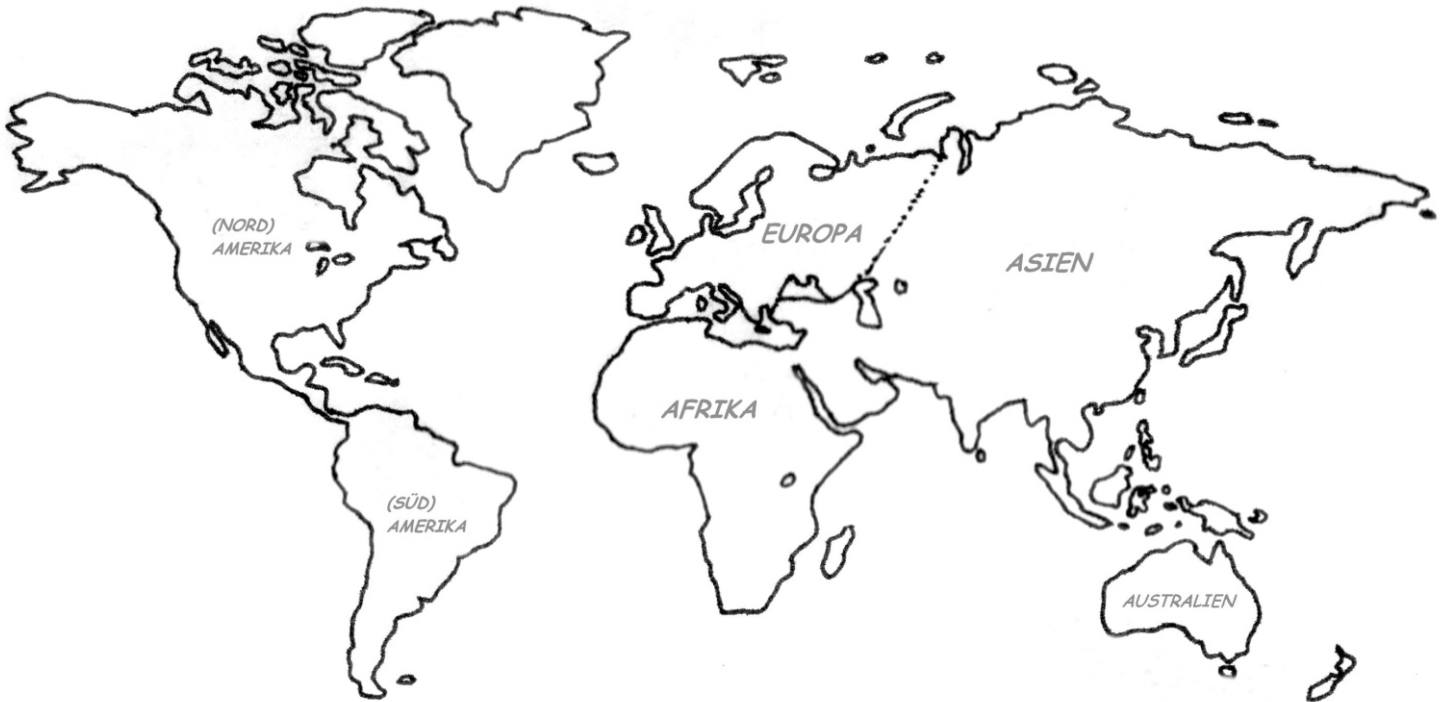 (NORD)
AMERIKA
EUROPA
ASIEN
AFRIKA
(SÜD)
AMERIKA
AUSTRALIEN